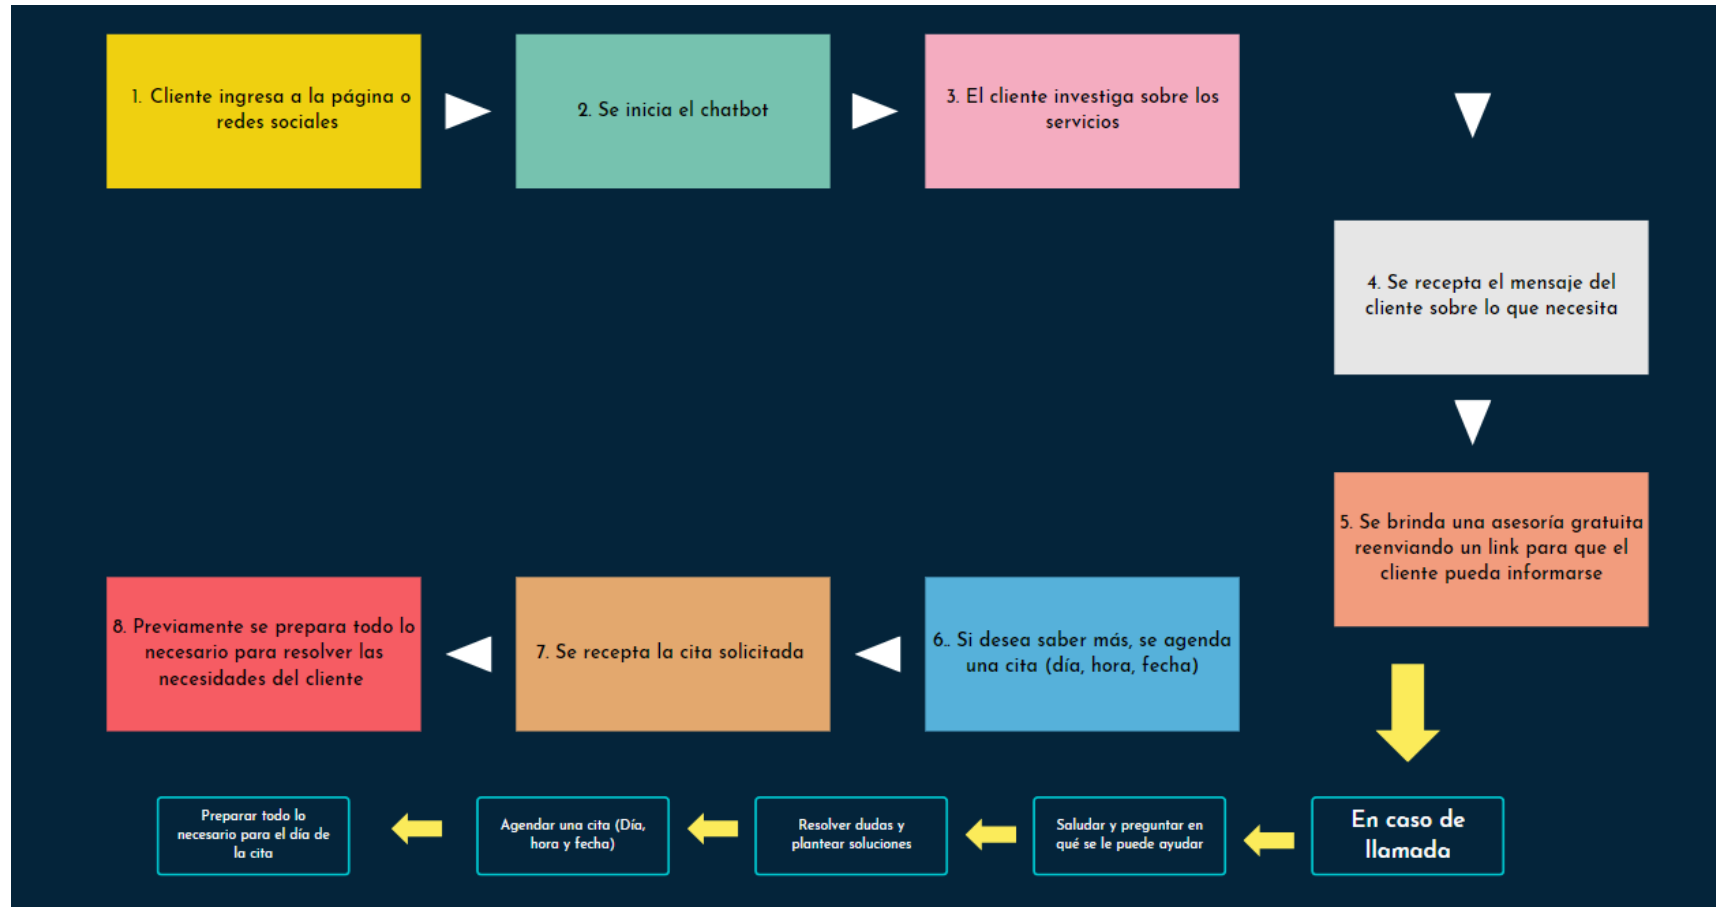 1. Cliente ingresa a la página o
redes sociales
2. Se inicia el chatbot
3. El cliente investiga sobre los
servicios
4. Se recepta el mensaje del
cliente sobre lo que necesita
5. Se brinda una asesoría gratuita
reenviando un link para que el
cliente pueda informarse
6.. Si desea saber más, se agenda
una cita (día, hora, fecha)
7. Se recepta la cita solicitada
8. Previamente se prepara todo lo
necesario para resolver las
necesidades del cliente
En caso de
llamada
Saludar y preguntar en
qué se le puede ayudar
Resolver dudas y
plantear soluciones
Agendar una cita (Día,
hora y fecha)
Preparar todo lo
necesario para el día de
la cita